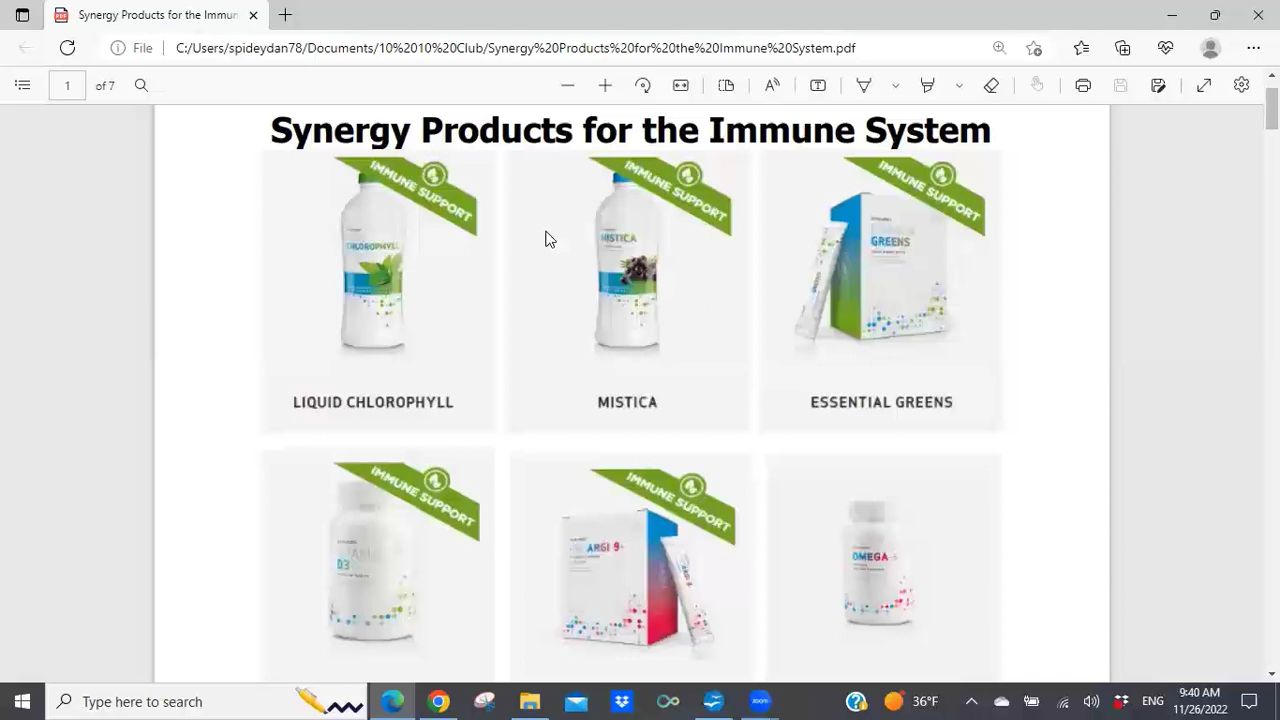 Synergy Products for the Immun
File C:/Users/spideydan78/Documents/10%2010%20Club/Synergy%20Products%20for%20the%20Immune%20System.pdf
1 of 7
Synergy Products for the Immune System
IMMUNE SUPPORT
IMMUNE SUPPORT
IMMUNE SUPPORT
CHLOROPHYLL
MISTICA
GREENS
LIQUID CHLOROPHYLL
MISTICA
ESSENTIAL GREENS
IMMUNE SUPPORT
IMMUNE SUPPORT
D3
ARGI 9+
OMEGA
Type here to search
zoom
36°F
ENG
9:40 AM
11/26/2022